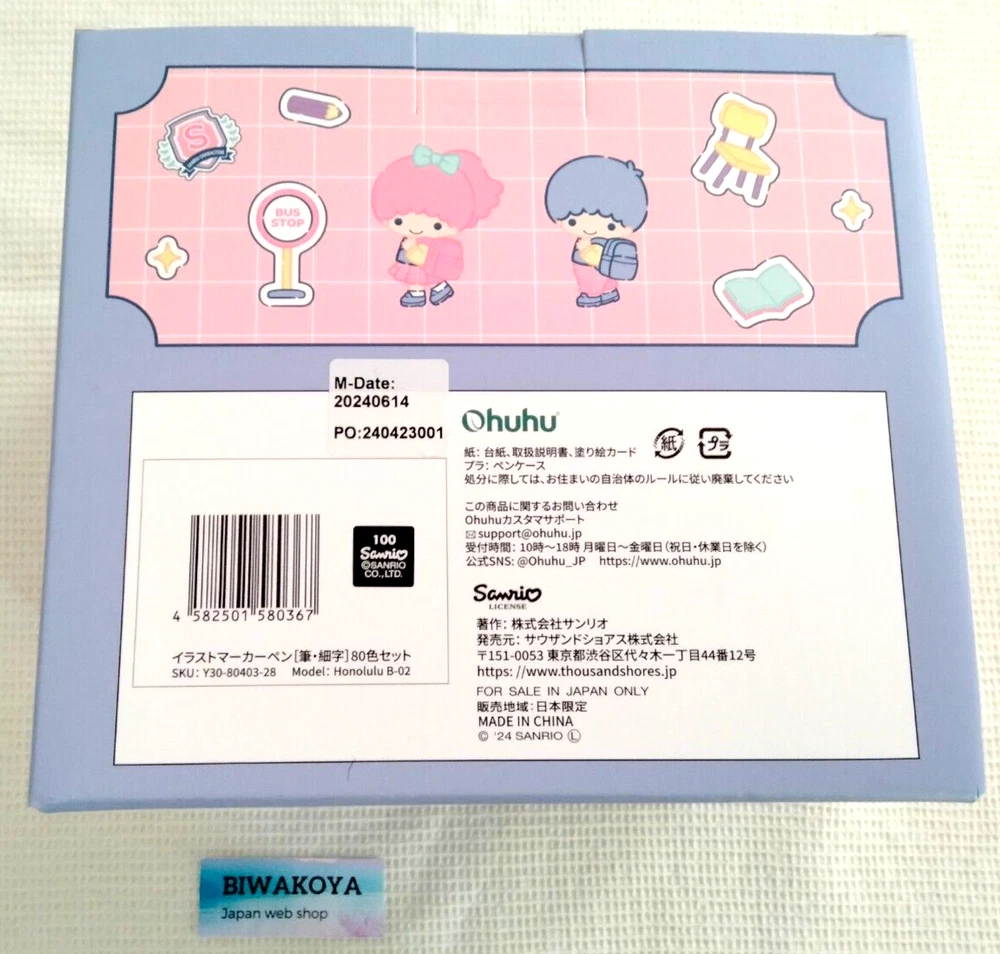 S
BUS
STOP
M-Date:
20240614
PO:240423001
Ohuhu
紙: 台紙、取扱説明書、塗り絵カード
プラ: ペンケース
紙
プラ
処分に際しては、お住まいの自治体のルールに従い廃棄してください
この商品に関するお問い合わせ
Ohuhuカスタマサポート
support@ohuhu.jp
受付時間: 10時〜18時 月曜日〜金曜日(祝日・休業日を除く)
公式SNS: @Ohuhu_JP https://www.ohuhu.jp
100
Sanrio
©SANRIO
CO.,LTD.
4 582501 580367
イラストマーカーペン[筆・細字]80色セット
SKU: Y30-80403-28 Model: Honolulu B-02
Sanrio
LICENSE
著作: 株式会社サンリオ
発売元: サウザンドショアス株式会社
〒151-0053 東京都渋谷区代々木一丁目44番12号
https://www.thousandshores.jp
FOR SALE IN JAPAN ONLY
販売地域: 日本限定
MADE IN CHINA
© '24 SANRIO Ⓛ
BIWAKOYA
Japan web shop